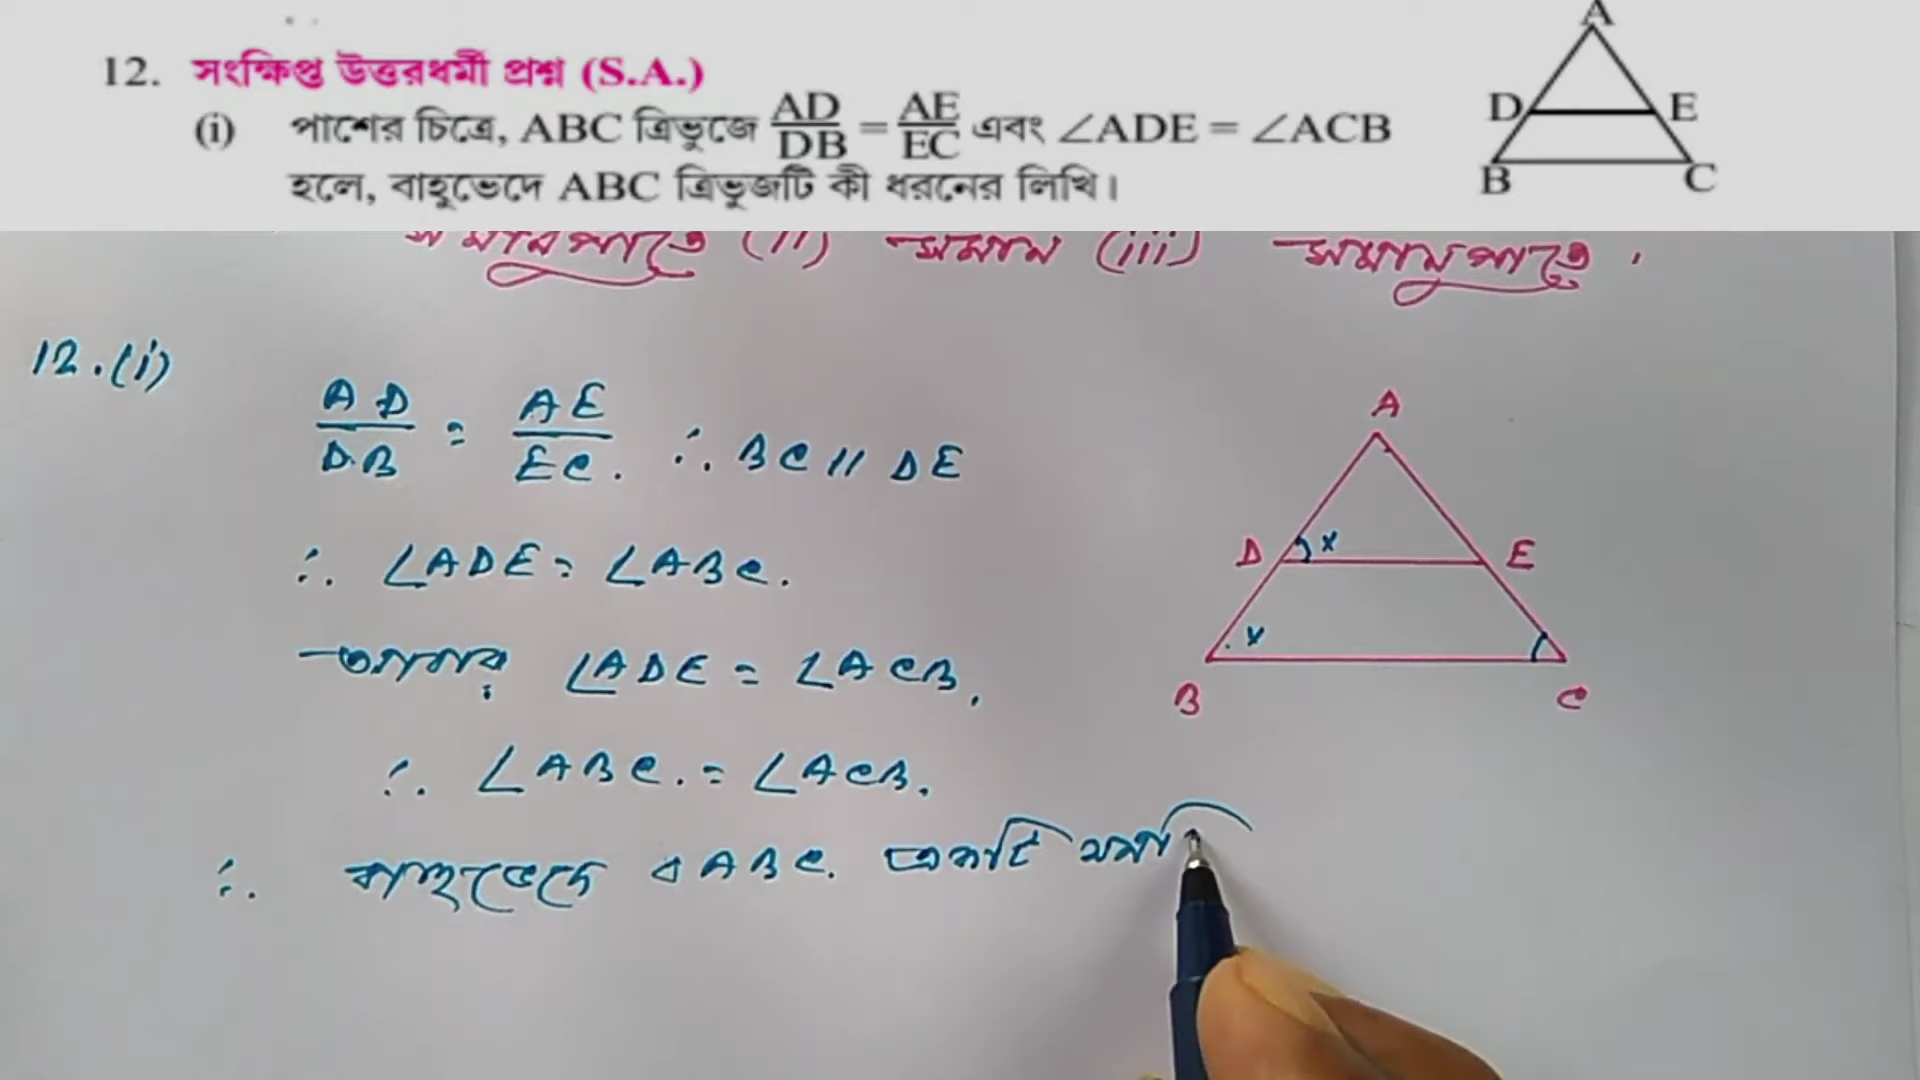 12. সংক্ষিপ্ত উত্তরধর্মী প্রশ্ন (S.A.)
(i) পাশের চিত্রে, ABC ত্রিভুজে AD/DB = AE/EC এবং ∠ADE = ∠ACB
হলে, বাহুভেদে ABC ত্রিভুজটি কী ধরনের লিখি।
A
D E
B C
সমানুপাতে (ii) সমান (iii) সমানুপাতে .
12.(i)
AD/DB = AE/EC. ∴ BC // DE
∴ ∠ADE = ∠ABC.
আবার, ∠ADE = ∠ACB.
∴ ∠ABC. = ∠ACB.
∴ বাহুভেদে ABC. একটি সমদ্বি
A
D x E
x
B C